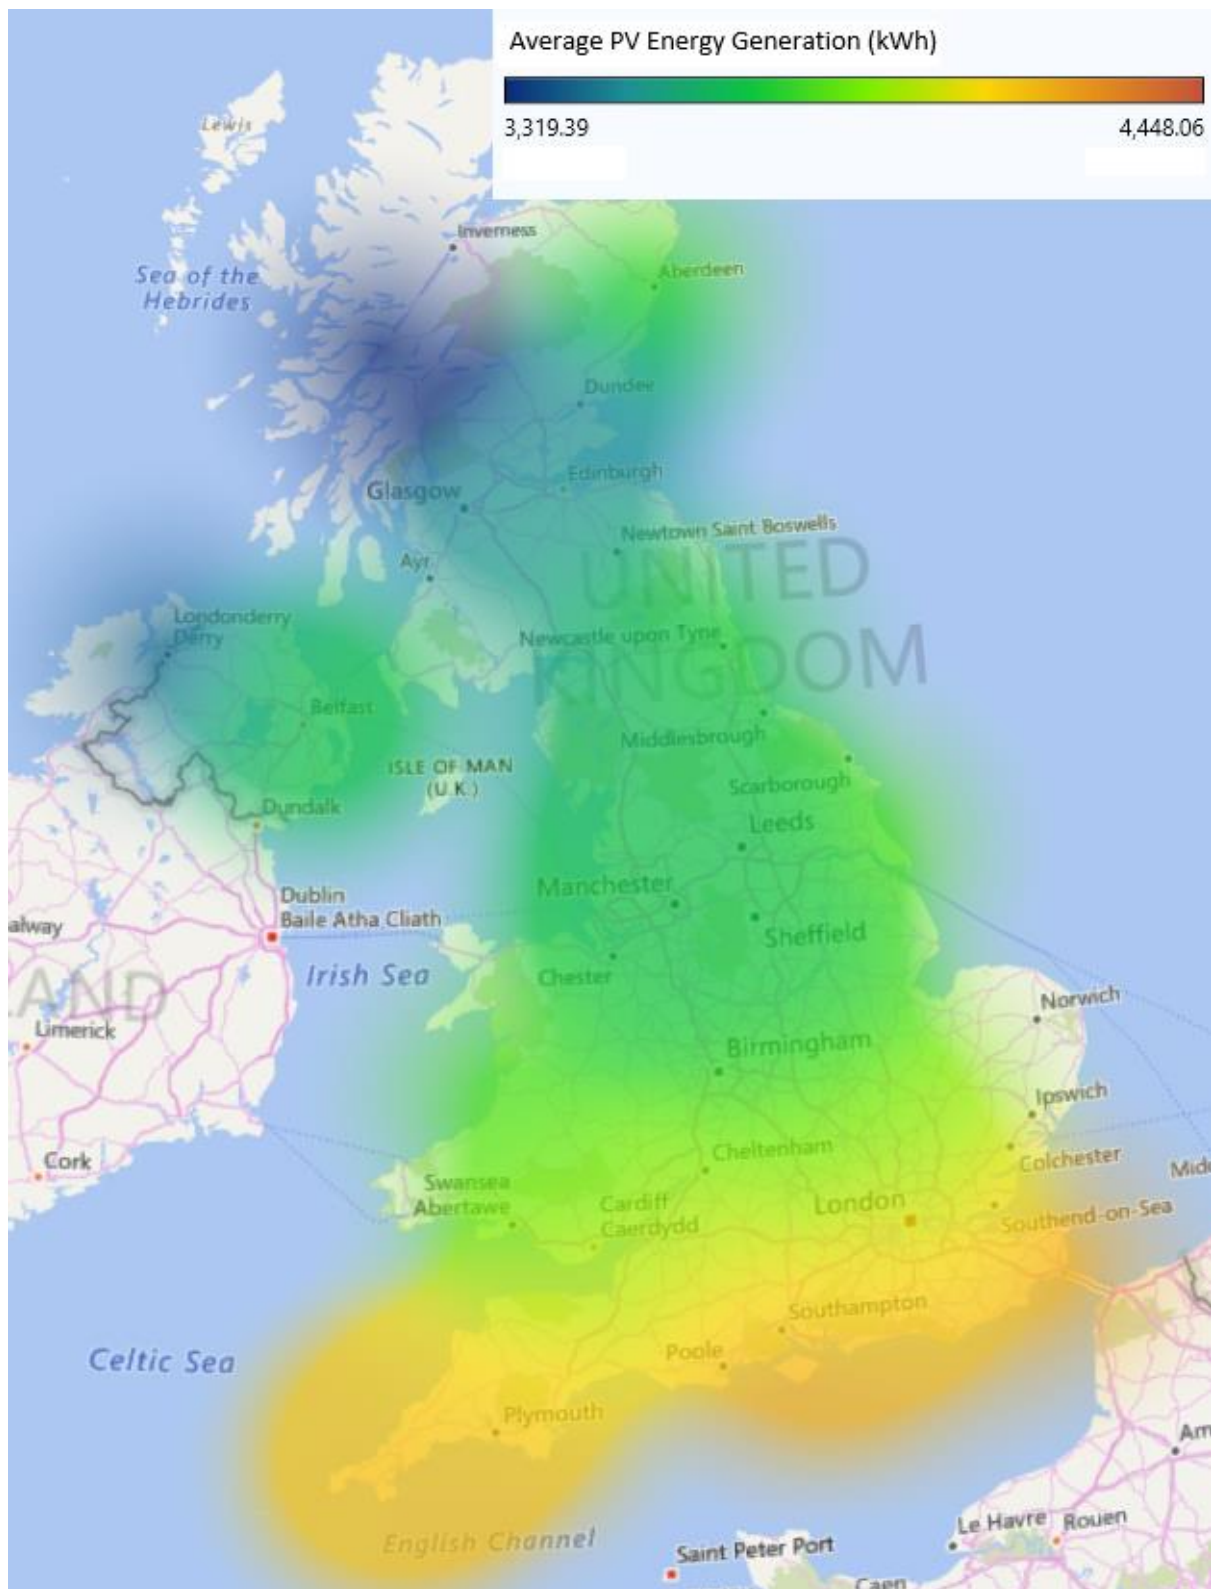 Average PV Energy Generation (kWh)
3,319.39
4,448.06
Lewis
Inverness
Sea of the
Hebrides
Aberdeen
Dundee
Edinburgh
Glasgow
Newtown Saint Boswells
UNITED
KINGDOM
Ayr
Londonderry
Derry
Newcastle upon Tyne
Belfast
Middlesbrough
ISLE OF MAN
(U.K.)
Scarborough
Dundalk
Leeds
Manchester
Dublin
Baile Atha Cliath
alway
Sheffield
Irish Sea
Chester
AND
Norwich
Limerick
Birmingham
Ipswich
Cheltenham
Colchester
Cork
Midd
Swansea
Abertawe
Cardiff
Caerdydd
London
Southend-on-Sea
Southampton
Poole
Celtic Sea
Plymouth
Am
English Channel
Le Havre
Rouen
Saint Peter Port
Caen